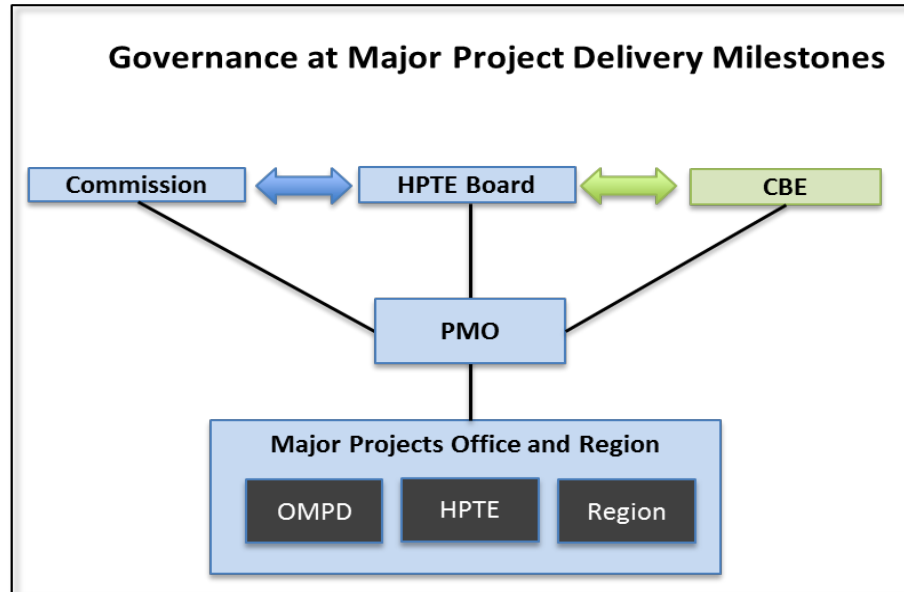 Governance at Major Project Delivery Milestones
Commission
HPTE Board
CBE
PMO
Major Projects Office and Region
OMPD
HPTE
Region